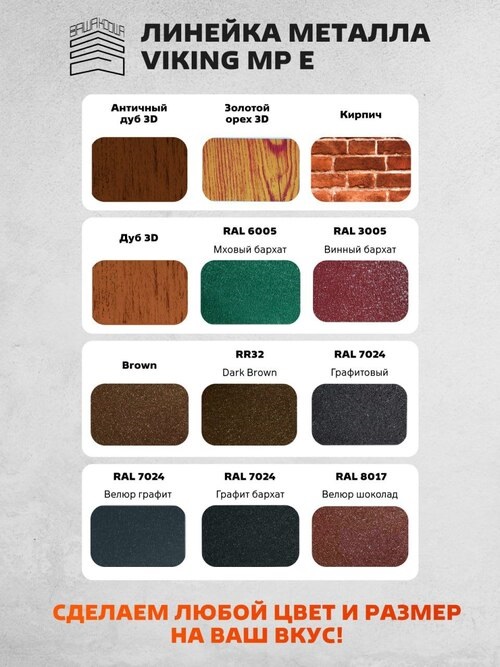 ВАШАКОВКА
ЛИНЕЙКА МЕТАЛЛА
VIKING MP E
Античный
дуб 3D
Золотой
орех 3D
Кирпич
Дуб 3D
RAL 6005
Мховый бархат
RAL 3005
Винный бархат
Brown
RR32
Dark Brown
RAL 7024
Графитовый
RAL 7024
Велюр графит
RAL 7024
Графит бархат
RAL 8017
Велюр шоколад
СДЕЛАЕМ ЛЮБОЙ ЦВЕТ И РАЗМЕР
НА ВАШ ВКУС!